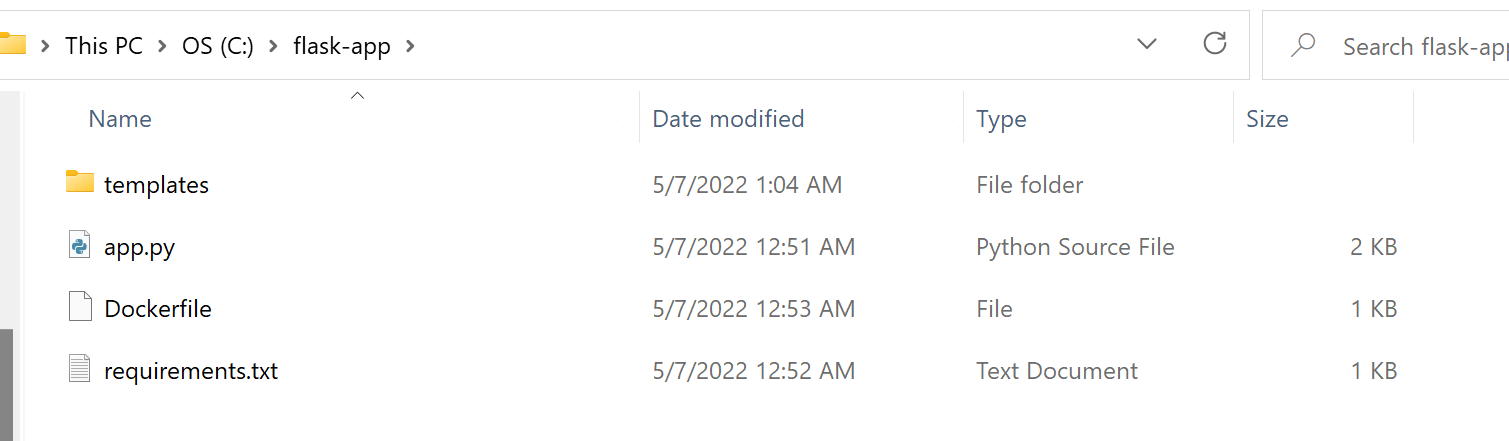 This PC > OS (C:) > flask-app > Search flask-app
Name Date modified Type Size
templates 5/7/2022 1:04 AM File folder
app.py 5/7/2022 12:51 AM Python Source File 2 KB
Dockerfile 5/7/2022 12:53 AM File 1 KB
requirements.txt 5/7/2022 12:52 AM Text Document 1 KB